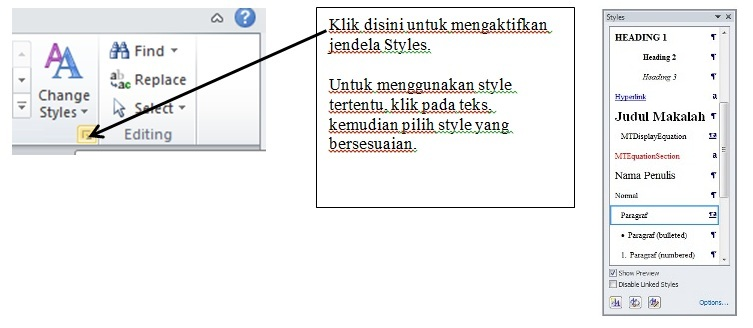 Find
Replace
Select
Change
Styles
Editing
Klik disini untuk mengaktifkan
jendela Styles.
Untuk menggunakan style
tertentu, klik pada teks,
kemudian pilih style yang
bersesuaian.
Styles
HEADING 1
Heading 2
Heading 3
Hyperlink
Judul Makalah
MTDisplayEquation
MTEquationSection
Nama Penulis
Normal
Paragraf
• Paragraf (bulleted)
1. Paragraf (numbered)
Show Preview
Disable Linked Styles
Options...